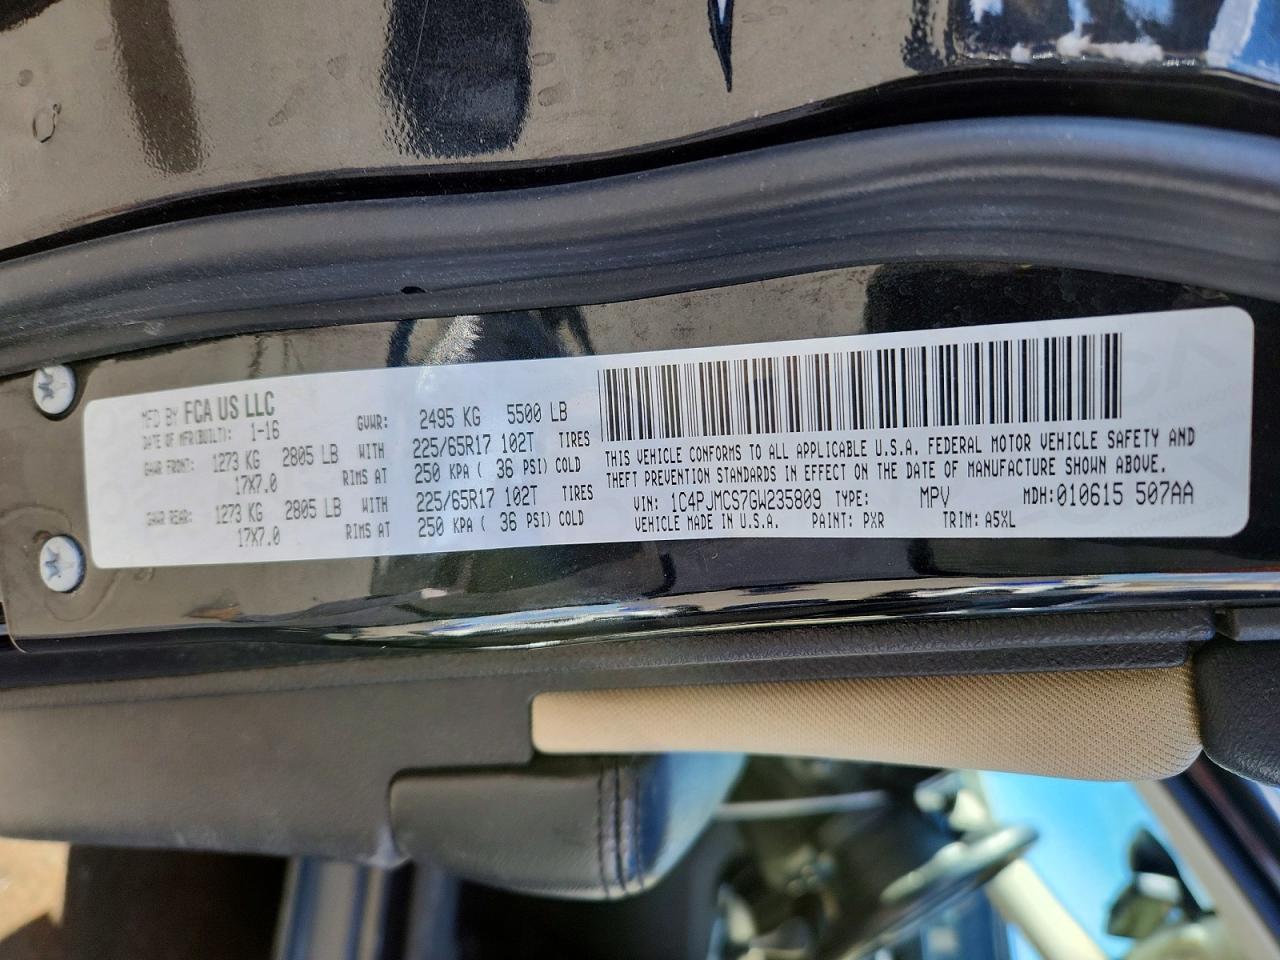 MFD BY FCA US LLC
DATE OF MFR(BUILT): 1-16 GVWR: 2495 KG 5500 LB
GAWR FRONT: 1273 KG 2805 LB WITH 225/65R17 102T TIRES
17X7.0 RIMS AT 250 KPA ( 36 PSI) COLD
GAWR REAR: 1273 KG 2805 LB WITH 225/65R17 102T TIRES
17X7.0 RIMS AT 250 KPA ( 36 PSI) COLD
THIS VEHICLE CONFORMS TO ALL APPLICABLE U.S.A. FEDERAL MOTOR VEHICLE SAFETY AND
THEFT PREVENTION STANDARDS IN EFFECT ON THE DATE OF MANUFACTURE SHOWN ABOVE.
VIN: 1C4PJMCS7GW235809 TYPE: MPV MDH:010615 507AA
VEHICLE MADE IN U.S.A. PAINT: PXR TRIM: A5XL